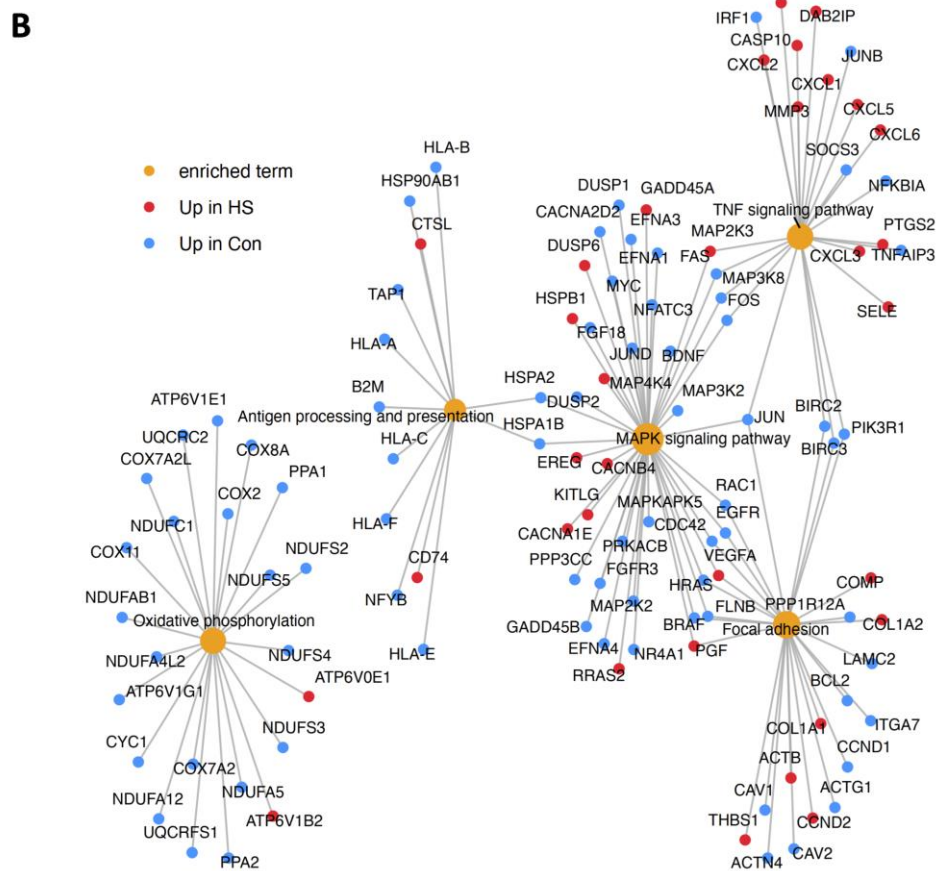 B
IRF1
DAB2IP
CASP10
JUNB
CXCL2
CXCL1
MMP3
CXCL5
CXCL6
SOCS3
NFKBIA
TNF signaling pathway
PTGS2
CXCL3
TNFAIP3
SELE
enriched term
Up in HS
Up in Con
HLA-B
HSP90AB1
CTSL
TAP1
HLA-A
B2M
Antigen processing and presentation
HLA-C
HLA-F
CD74
NFYB
HLA-E
HSPA2
HSPA1B
DUSP1
GADD45A
CACNA2D2
EFNA3
MAP2K3
DUSP6
EFNA1
FAS
MYC
MAP3K8
HSPB1
NFATC3
FOS
FGF18
JUND
BDNF
MAP4K4
MAP3K2
DUSP2
JUN
BIRC2
PIK3R1
BIRC3
MAPK signaling pathway
EREG
CACNB4
KITLG
MAPKAPK5
RAC1
EGFR
CACNA1E
CDC42
PRKACB
VEGFA
PPP3CC
FGFR3
HRAS
MAP2K2
FLNB
PPP1R12A
COMP
GADD45B
BRAF
Focal adhesion
COL1A2
EFNA4
NR4A1
PGF
RRAS2
LAMC2
BCL2
ITGA7
COL1A1
CCND1
ACTB
CAV1
ACTG1
THBS1
CCND2
ACTN4
CAV2
ATP6V1E1
UQCRC2
COX8A
COX7A2L
PPA1
COX2
NDUFC1
COX11
NDUFS2
NDUFS5
NDUFAB1
Oxidative phosphorylation
NDUFA4L2
NDUFS4
ATP6V0E1
ATP6V1G1
NDUFS3
CYC1
COX7A2
NDUFA5
NDUFA12
ATP6V1B2
UQCRFS1
PPA2